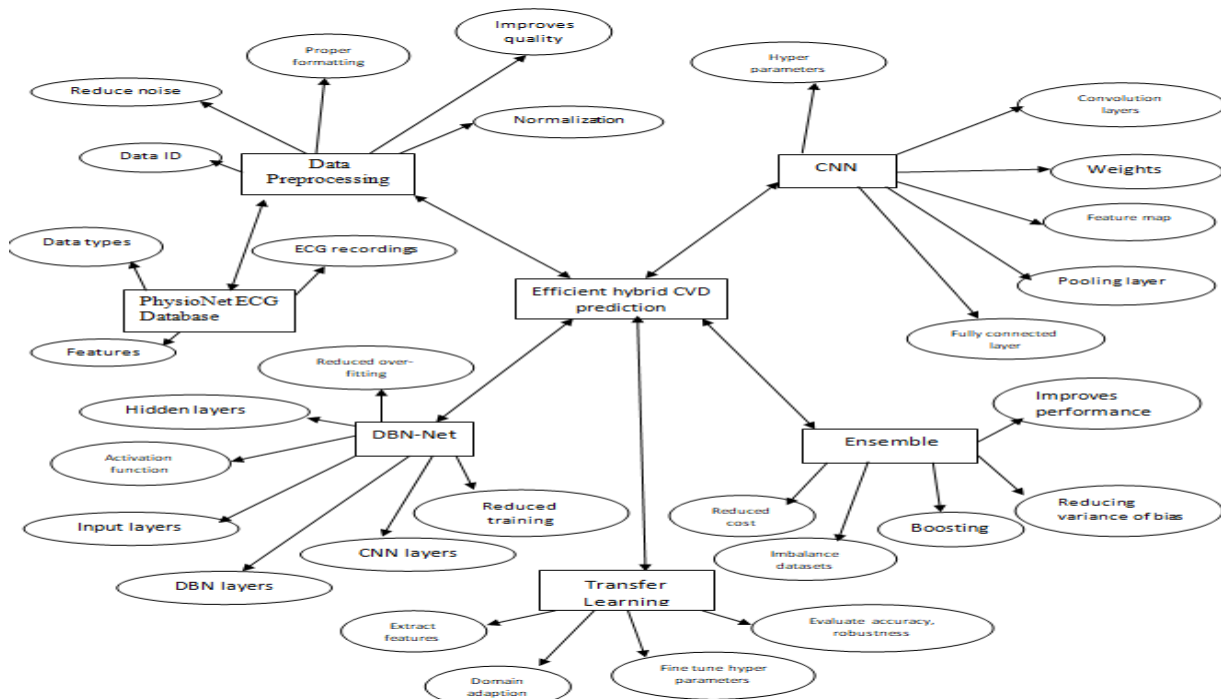 Improves
quality
Proper
formatting
Reduce noise
Normalization
Data ID
Data
Preprocessing
Hyper
parameters
Convolution
layers
CNN
Weights
Feature map
Pooling layer
Fully connected
layer
Data types
ECG recordings
PhysioNet ECG
Database
Features
Efficient hybrid CVD
prediction
Reduced over-
fitting
Hidden layers
DBN-Net
Activation
function
Input layers
DBN layers
CNN layers
Reduced
training
Improves
performance
Ensemble
Reduced
cost
Imbalance
datasets
Boosting
Reducing
variance of bias
Transfer
Learning
Extract
features
Domain
adaption
Fine tune hyper
parameters
Evaluate accuracy,
robustness